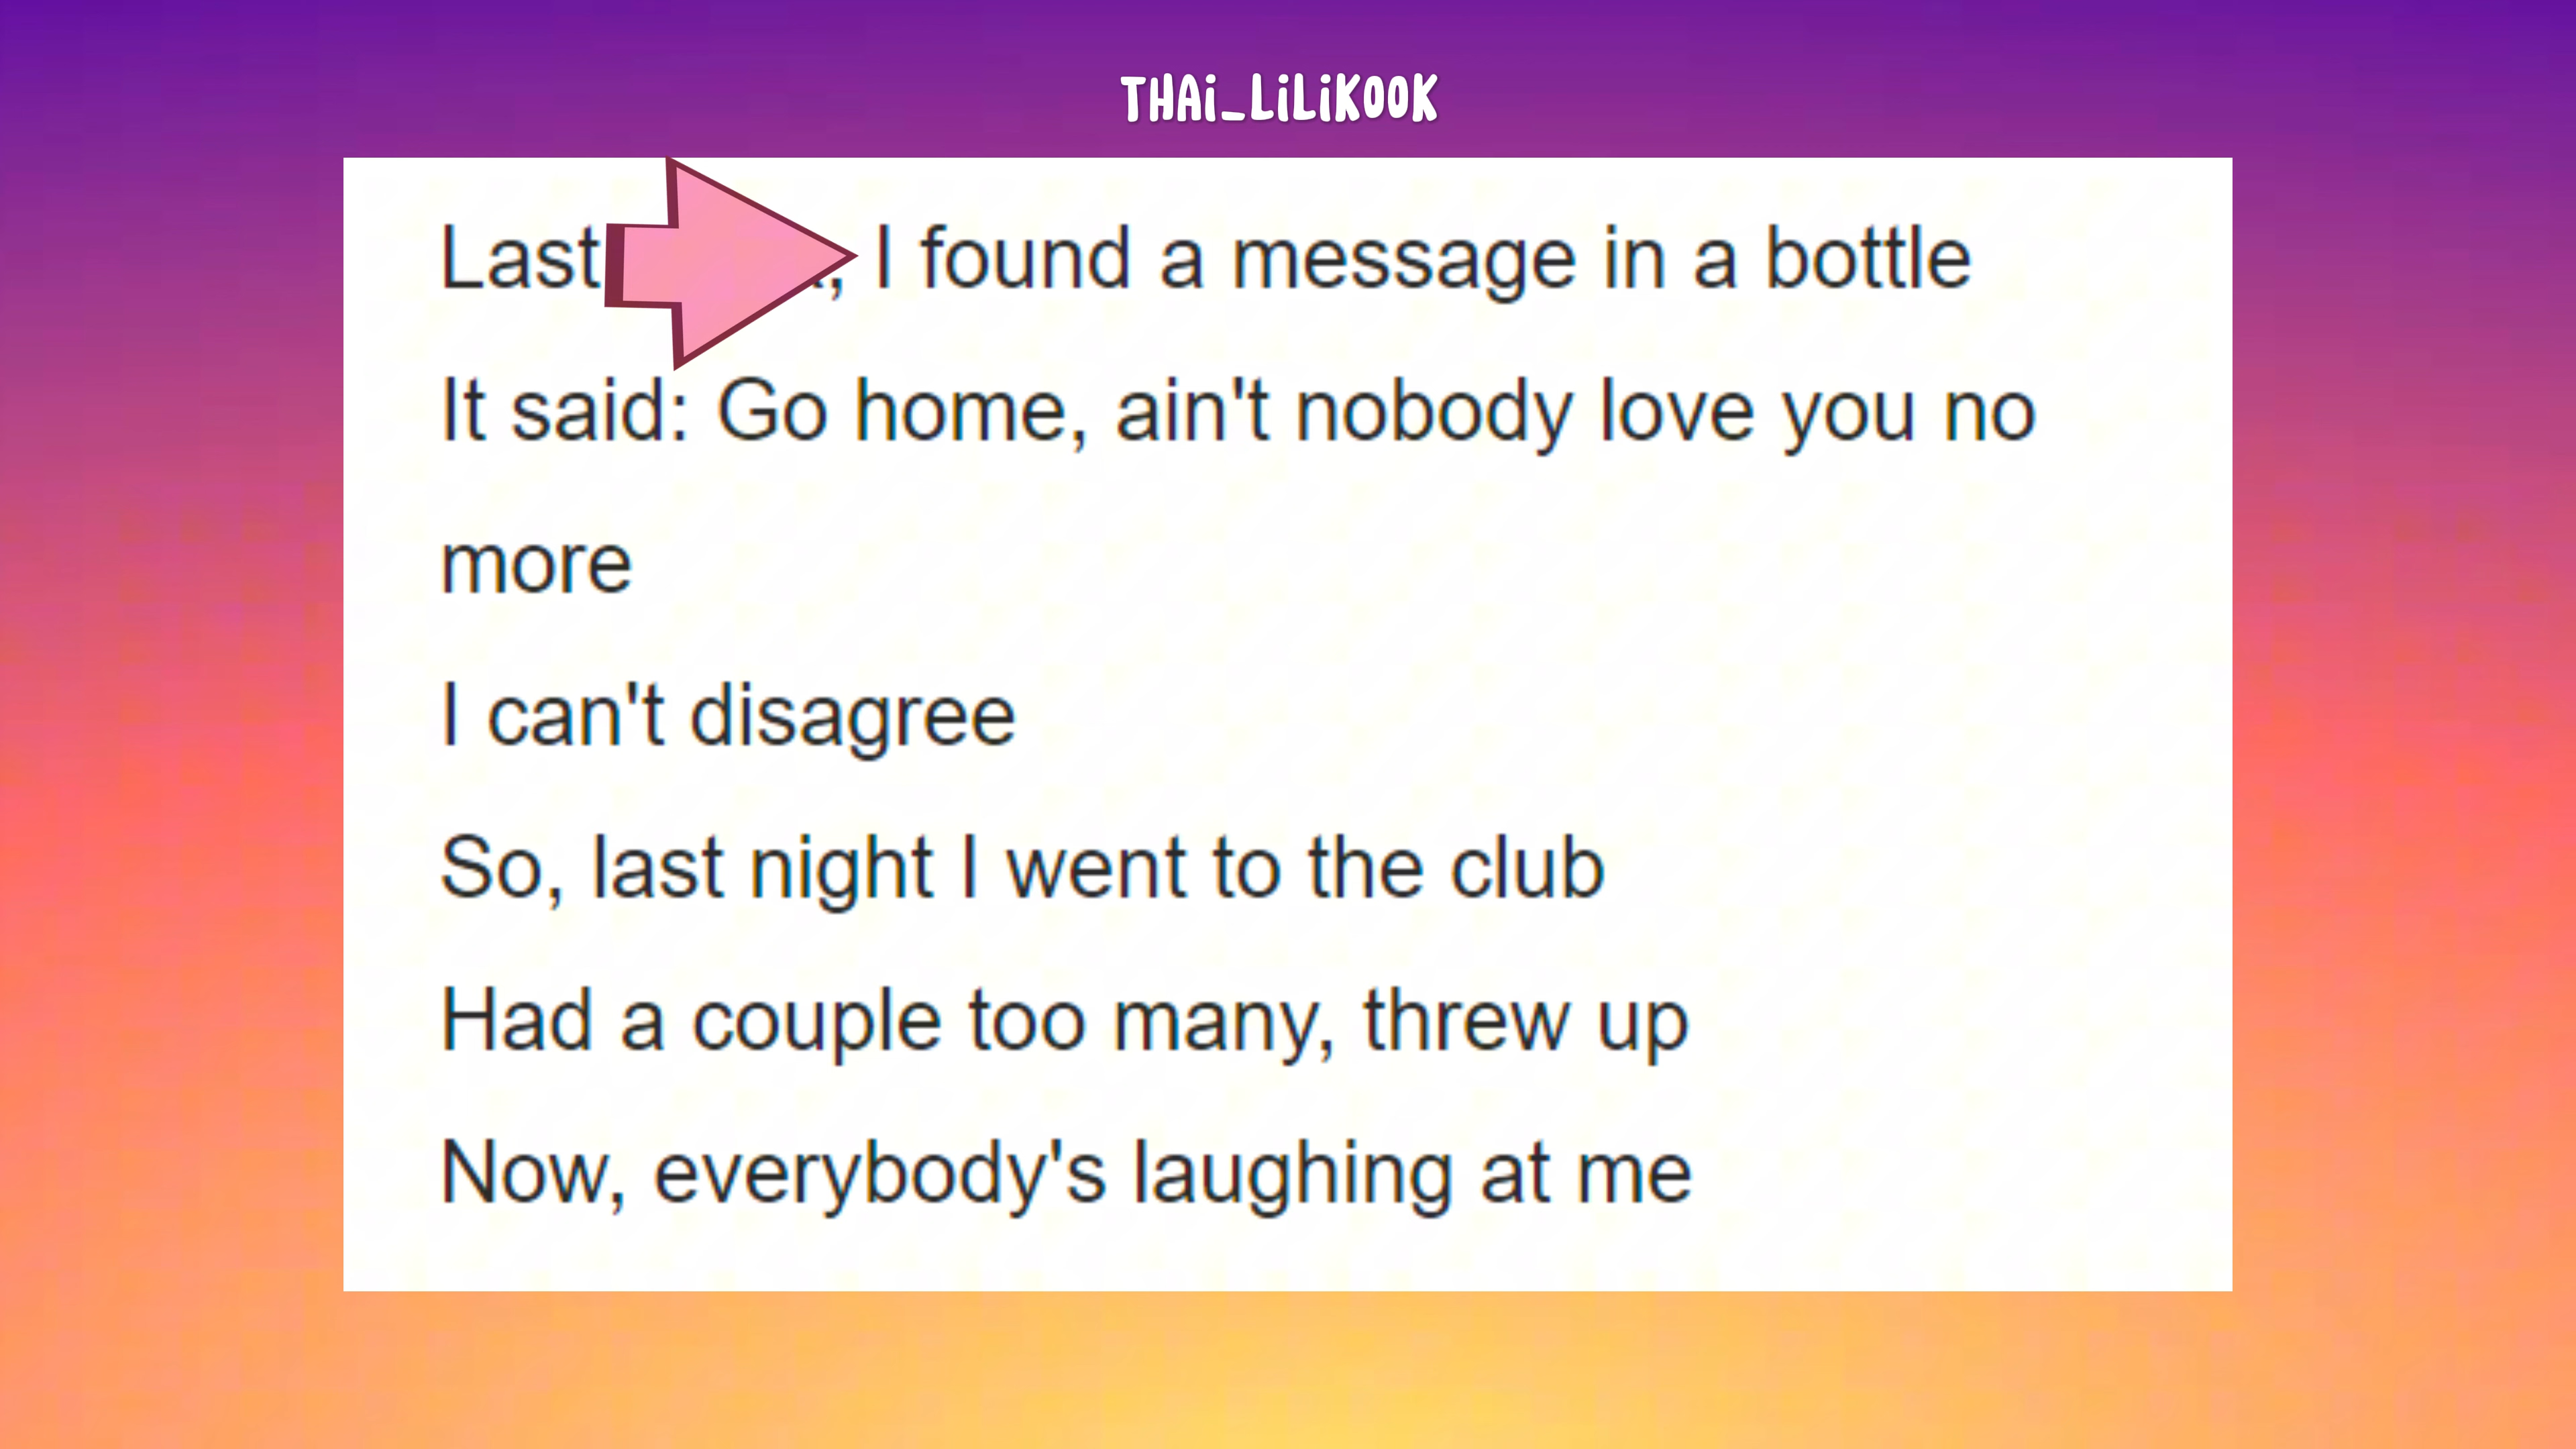 THAi_LiLiKOOK
Last , I found a message in a bottle
It said: Go home, ain't nobody love you no
more
I can't disagree
So, last night I went to the club
Had a couple too many, threw up
Now, everybody's laughing at me